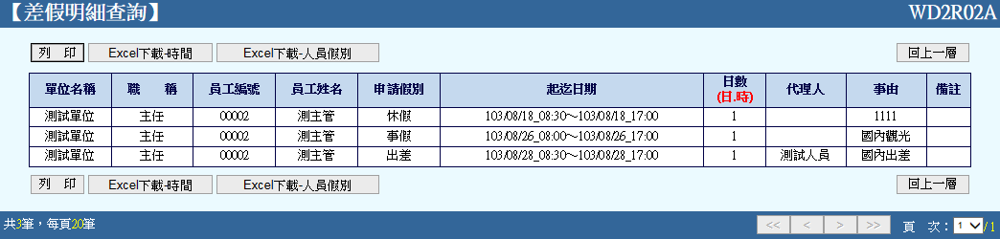 【差假明細查詢】 WD2R02A
列 印 Excel下載-時間 Excel下載-人員假別 回上一層
單位名稱 職 稱 員工編號 員工姓名 申請假別 起迄日期 日數 (日.時) 代理人 事由 備註
測試單位 主任 00002 測主管 休假 103/08/18_08:30～103/08/18_17:00 1 1111
測試單位 主任 00002 測主管 事假 103/08/26_08:00～103/08/26_17:00 1 國內觀光
測試單位 主任 00002 測主管 出差 103/08/28_08:30～103/08/28_17:00 1 測試人員 國內出差
列 印 Excel下載-時間 Excel下載-人員假別 回上一層
共3筆，每頁20筆 << < > >> 頁 次：1 /1